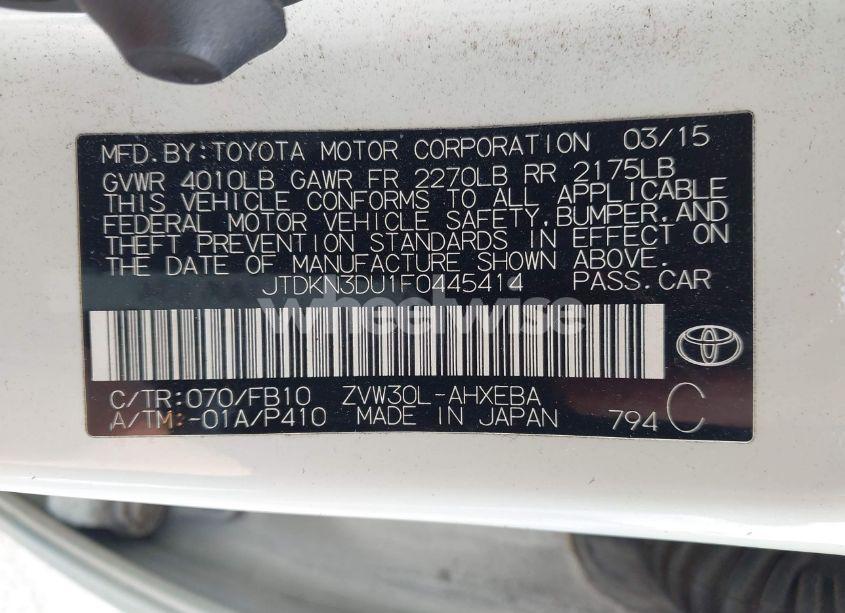 MFD.BY:TOYOTA MOTOR CORPORATION 03/15
GVWR 4010LB GAWR FR 2270LB RR 2175LB
THIS VEHICLE CONFORMS TO ALL APPLICABLE
FEDERAL MOTOR VEHICLE SAFETY,BUMPER,AND
THEFT PREVENTION STANDARDS IN EFFECT ON
THE DATE OF MANUFACTURE SHOWN ABOVE.
JTDKN3DU1F0445414 PASS.CAR
wheelwise
C/TR:070/FB10 ZVW30L-AHXEBA
A/TM:-01A/P410 MADE IN JAPAN 794 C